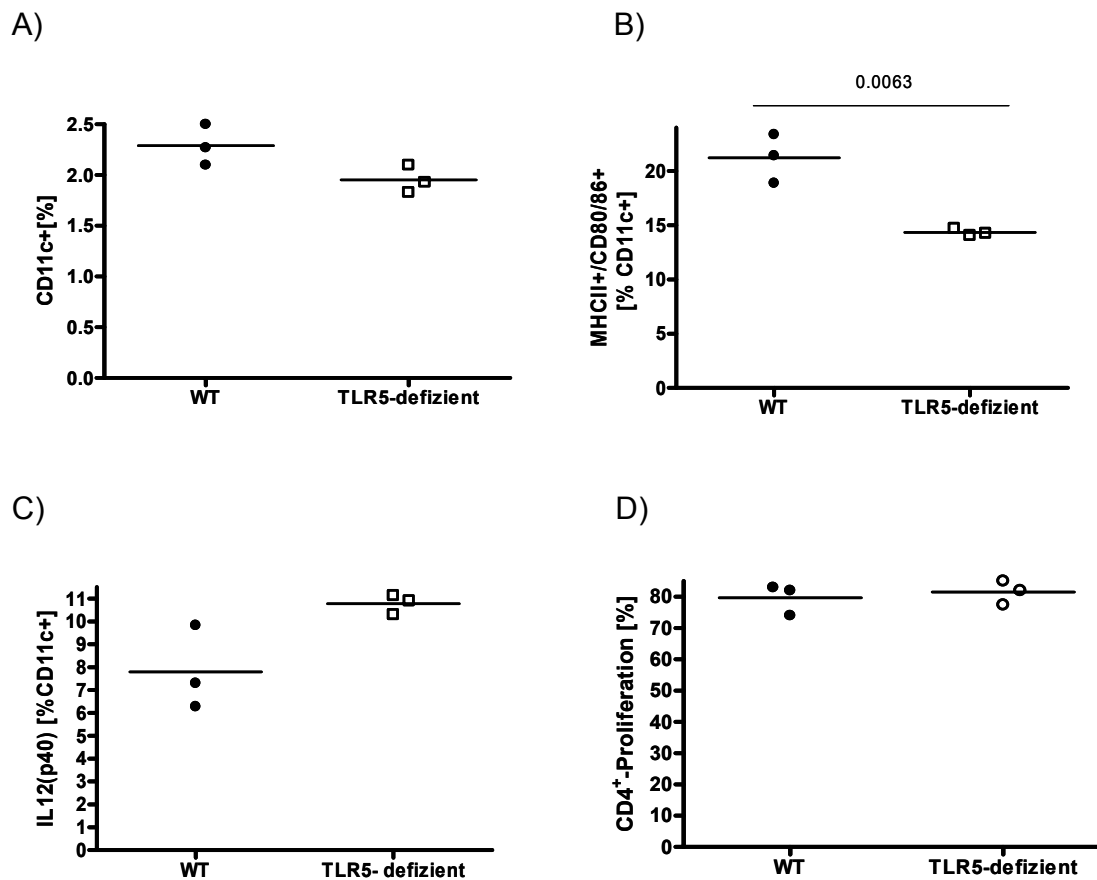 A)
CD11c+[%]
2.5
2.0
1.5
1.0
0.5
0.0
WT
TLR5-defizient
B)
0.0063
MHCII+/CD80/86+
[% CD11c+]
20
15
10
5
0
WT
TLR5-defizient
C)
IL12(p40) [%CD11c+]
11
10
9
8
7
6
5
4
3
2
1
0
WT
TLR5- defizient
D)
CD4⁺-Proliferation [%]
80
70
60
50
40
30
20
10
0
WT
TLR5-defizient